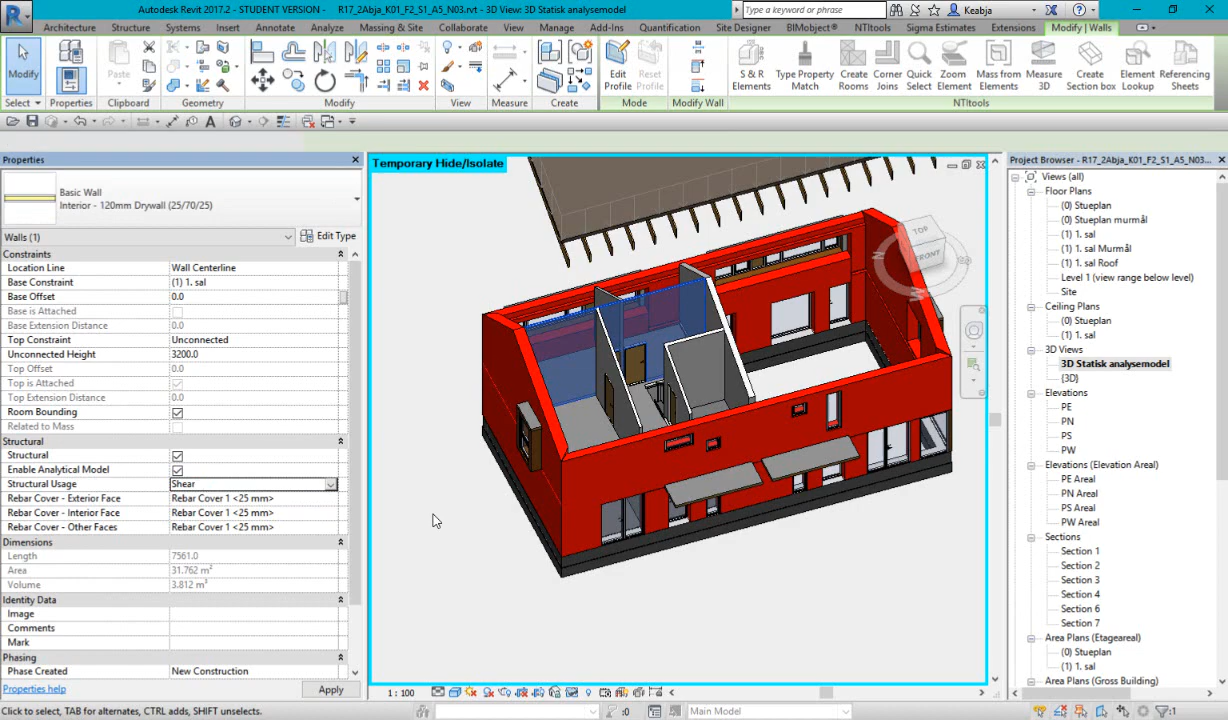 Autodesk Revit 2017.2 - STUDENT VERSION - R17_2Abja_K01_F2_S1_A5_N03.rvt - 3D View: 3D Statisk analysemodel
Type a keyword or phrase
Keabja
Architecture Structure Systems Insert Annotate Analyze Massing & Site Collaborate View Manage Add-Ins Quantification Site Designer BIMobject® NTItools Sigma Estimates Extensions Modify | Walls
Modify
Paste
Edit Profile
Reset Profile
S & R Elements
Type Property Match
Create Rooms
Corner Joins
Quick Select
Zoom Element
Mass from Elements
Measure 3D
Create Section box
Element Lookup
Referencing Sheets
Select Properties Clipboard Geometry Modify View Measure Create Mode Modify Wall NTItools
Properties
Basic Wall
Interior - 120mm Drywall (25/70/25)
Walls (1)
Edit Type
Constraints
Location Line Wall Centerline
Base Constraint (1) 1. sal
Base Offset 0.0
Base is Attached
Base Extension Distance 0.0
Top Constraint Unconnected
Unconnected Height 3200.0
Top Offset 0.0
Top is Attached
Top Extension Distance 0.0
Room Bounding
Related to Mass
Structural
Structural
Enable Analytical Model
Structural Usage Shear
Rebar Cover - Exterior Face Rebar Cover 1 <25 mm>
Rebar Cover - Interior Face Rebar Cover 1 <25 mm>
Rebar Cover - Other Faces Rebar Cover 1 <25 mm>
Dimensions
Length 7561.0
Area 31.762 m²
Volume 3.812 m³
Identity Data
Image
Comments
Mark
Phasing
Phase Created New Construction
Properties help
Apply
Temporary Hide/Isolate
TOP
FRONT
1 : 100
Project Browser - R17_2Abja_K01_F2_S1_A5_N03...
Views (all)
Floor Plans
(0) Stueplan
(0) Stueplan murmål
(1) 1. sal
(1) 1. sal Murmål
(1) 1. sal Roof
Level 1 (view range below level)
Site
Ceiling Plans
(0) Stueplan
(1) 1. sal
3D Views
3D Statisk analysemodel
{3D}
Elevations
PE
PN
PS
PW
Elevations (Elevation Area)
PE Areal
PN Areal
PS Areal
PW Areal
Sections
Section 1
Section 2
Section 3
Section 4
Section 6
Section 7
Area Plans (Etageareal)
(0) Stueplan
(1) 1. sal
Area Plans (Gross Building)
Click to select, TAB for alternates, CTRL adds, SHIFT unselects.
:0
Main Model
:1